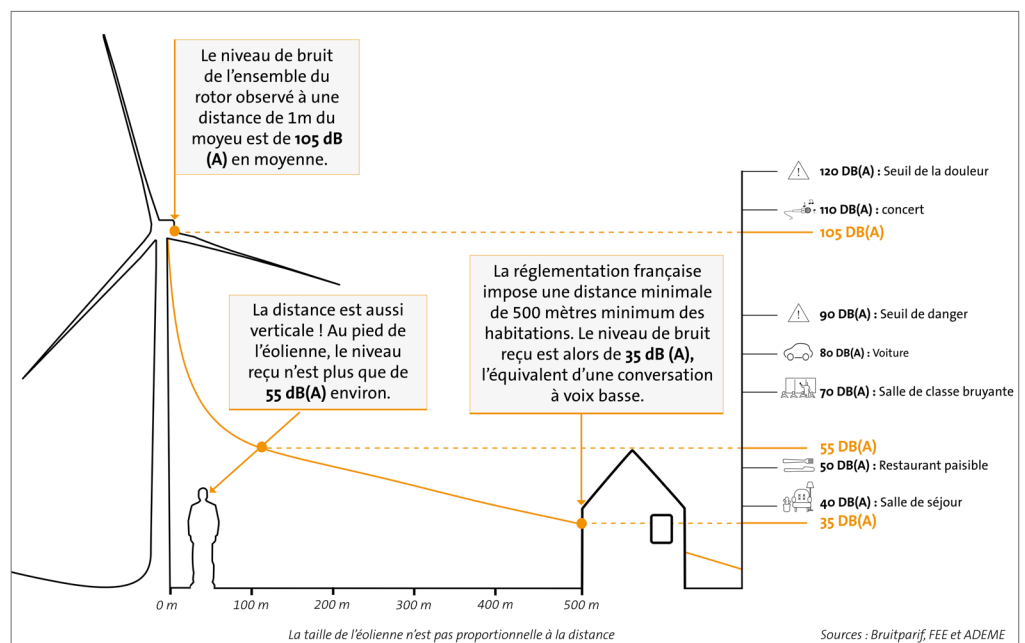 Le niveau de bruit
de l'ensemble du
rotor observé à une
distance de 1m du
moyeu est de 105 dB
(A) en moyenne.
La distance est aussi
verticale ! Au pied de
l'éolienne, le niveau
reçu n'est plus que de
55 dB(A) environ.
La réglementation française
impose une distance minimale
de 500 mètres minimum des
habitations. Le niveau de bruit
reçu est alors de 35 dB (A),
l'équivalent d'une conversation
à voix basse.
120 DB(A) : Seuil de la douleur
110 DB(A) : concert
105 DB(A)
90 DB(A) : Seuil de danger
80 DB(A) : Voiture
70 DB(A) : Salle de classe bruyante
55 DB(A)
50 DB(A) : Restaurant paisible
40 DB(A) : Salle de séjour
35 DB(A)
0 m 100 m 200 m 300 m 400 m 500 m
La taille de l'éolienne n'est pas proportionnelle à la distance
Sources : Bruitparif, FEE et ADEME